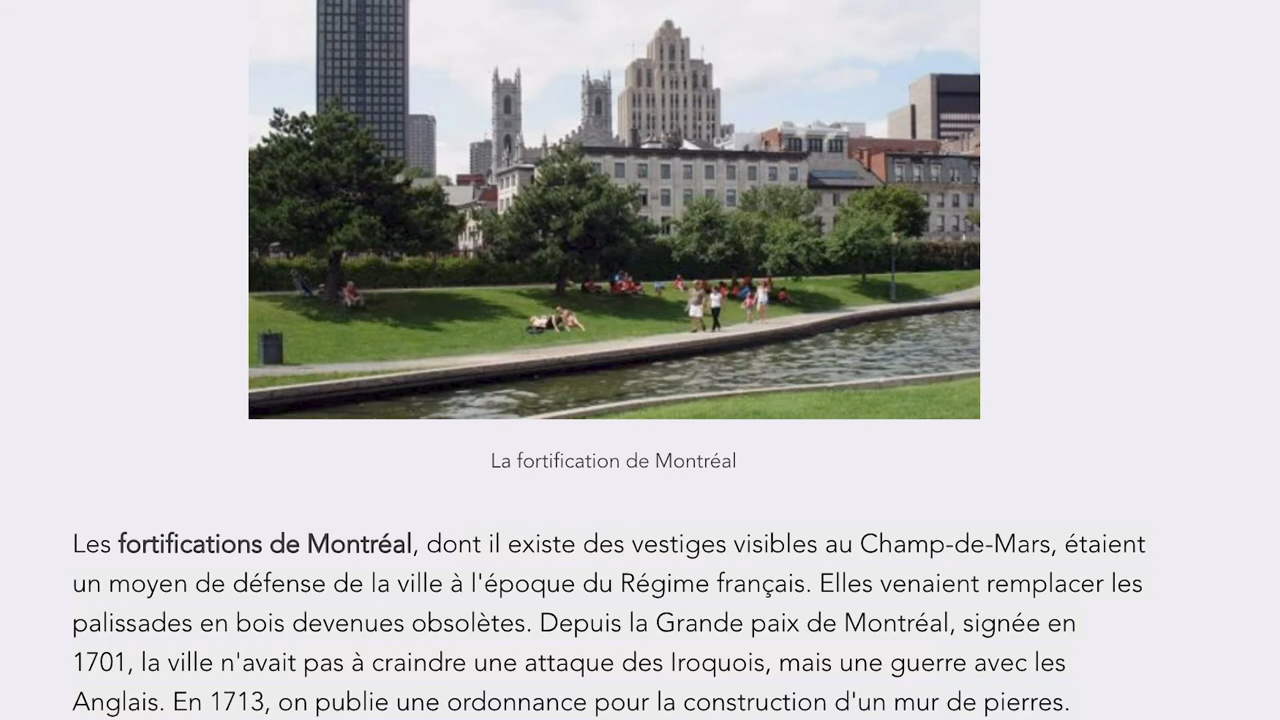 La fortification de Montréal
Les fortifications de Montréal, dont il existe des vestiges visibles au Champ-de-Mars, étaient
un moyen de défense de la ville à l'époque du Régime français. Elles venaient remplacer les
palissades en bois devenues obsolètes. Depuis la Grande paix de Montréal, signée en
1701, la ville n'avait pas à craindre une attaque des Iroquois, mais une guerre avec les
Anglais. En 1713, on publie une ordonnance pour la construction d'un mur de pierres.